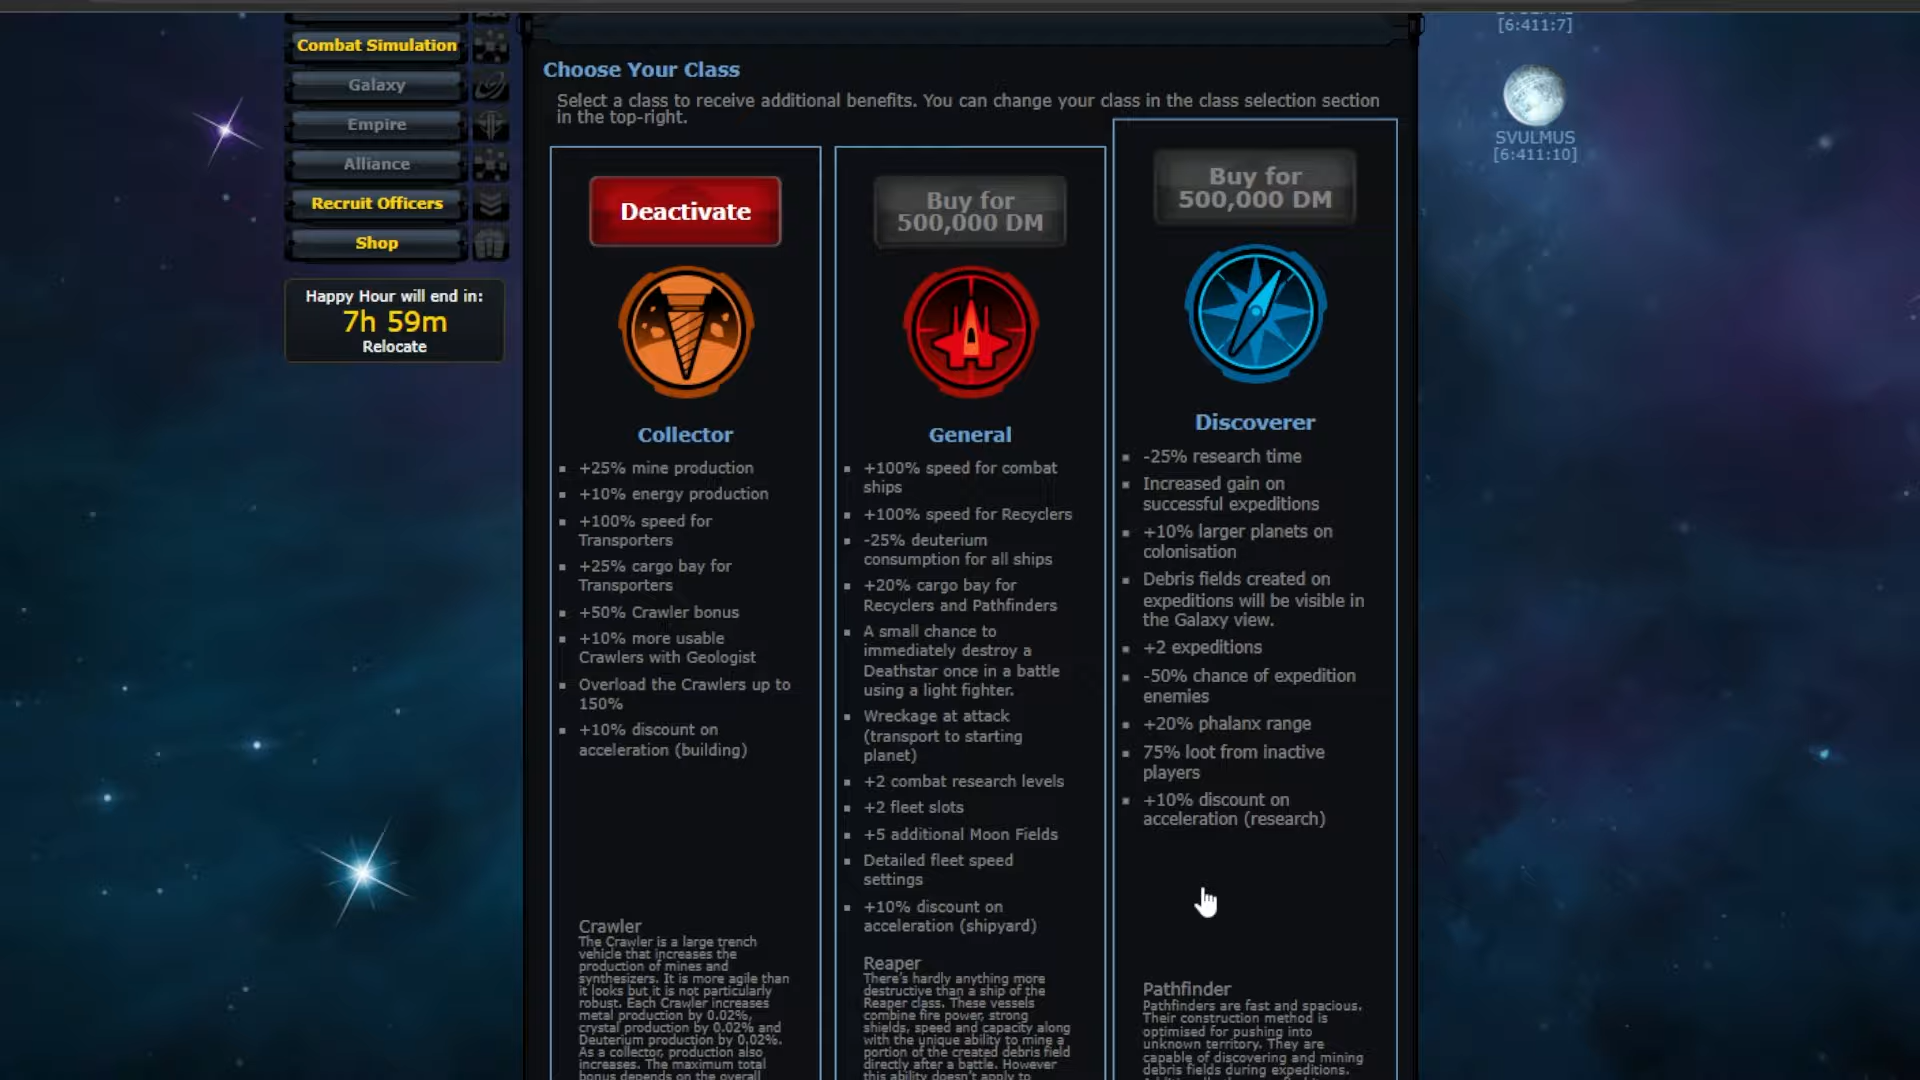 Combat Simulation
Galaxy
Empire
Alliance
Recruit Officers
Shop
Happy Hour will end in:
7h 59m
Relocate
Choose Your Class
Select a class to receive additional benefits. You can change your class in the class selection section
in the top-right.
Deactivate
Collector
+25% mine production
+10% energy production
+100% speed for
Transporters
+25% cargo bay for
Transporters
+50% Crawler bonus
+10% more usable
Crawlers with Geologist
Overload the Crawlers up to
150%
+10% discount on
acceleration (building)
Crawler
The Crawler is a large trench
vehicle that increases the
production of mines and
synthesizers. It is more agile than
it looks but it is not particularly
robust. Each Crawler increases
metal production by 0.02%,
crystal production by 0.02% and
Deuterium production by 0.02%.
As a collector, production also
increases. The maximum total
bonus depends on the overall
Buy for
500,000 DM
General
+100% speed for combat
ships
+100% speed for Recyclers
-25% deuterium
consumption for all ships
+20% cargo bay for
Recyclers and Pathfinders
A small chance to
immediately destroy a
Deathstar once in a battle
using a light fighter.
Wreckage at attack
(transport to starting
planet)
+2 combat research levels
+2 fleet slots
+5 additional Moon Fields
Detailed fleet speed
settings
+10% discount on
acceleration (shipyard)
Reaper
There's hardly anything more
destructive than a ship of the
Reaper class. These vessels
combine fire power, strong
shields, speed and capacity along
with the unique ability to mine a
portion of the created debris field
directly after a battle. However
this ability doesn't apply to
Buy for
500,000 DM
Discoverer
-25% research time
Increased gain on
successful expeditions
+10% larger planets on
colonisation
Debris fields created on
expeditions will be visible in
the Galaxy view.
+2 expeditions
-50% chance of expedition
enemies
+20% phalanx range
75% loot from inactive
players
+10% discount on
acceleration (research)
Pathfinder
Pathfinders are fast and spacious.
Their construction method is
optimised for pushing into
unknown territory. They are
capable of discovering and mining
debris fields during expeditions.
[6:411:7]
SVULMUS
[6:411:10]